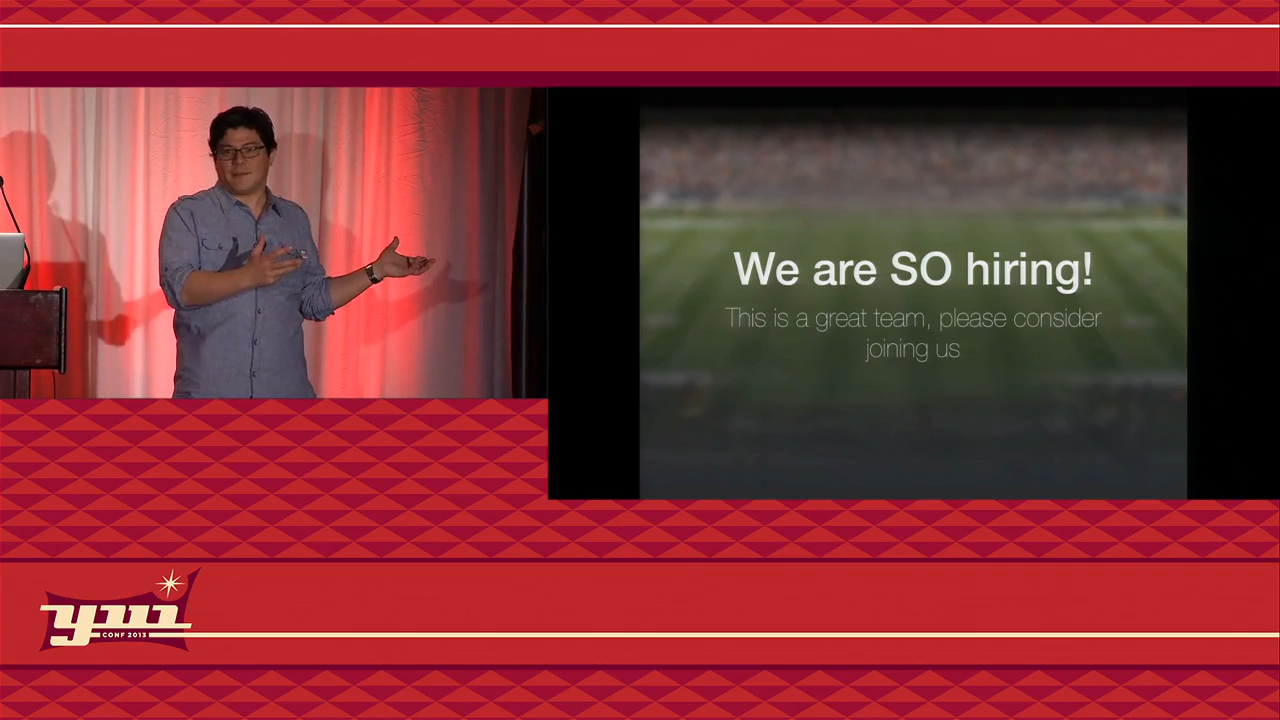 We are SO hiring!
This is a great team, please consider
joining us
yui
CONF 2013